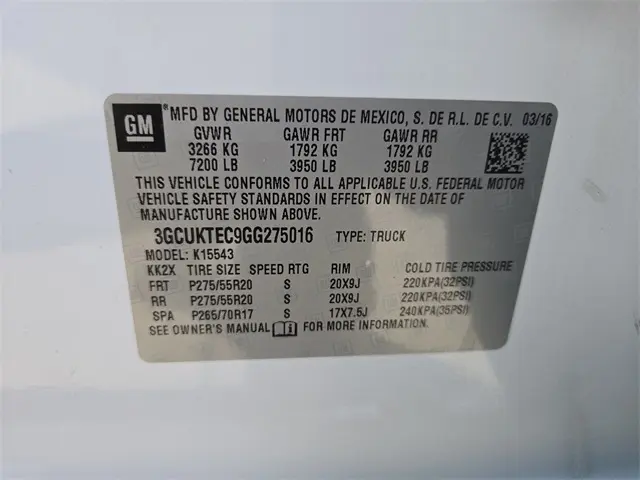 GM ® MFD BY GENERAL MOTORS DE MEXICO, S. DE R.L. DE C.V. 03/16
GVWR GAWR FRT GAWR RR
3266 KG 1792 KG 1792 KG
7200 LB 3950 LB 3950 LB
THIS VEHICLE CONFORMS TO ALL APPLICABLE U.S. FEDERAL MOTOR
VEHICLE SAFETY STANDARDS IN EFFECT ON THE DATE OF
MANUFACTURE SHOWN ABOVE.
3GCUKTEC9GG275016 TYPE: TRUCK
MODEL: K15543
KK2X TIRE SIZE SPEED RTG RIM COLD TIRE PRESSURE
FRT P275/55R20 S 20X9J 220KPA(32PSI)
RR P275/55R20 S 20X9J 220KPA(32PSI)
SPA P265/70R17 S 17X7.5J 240KPA(35PSI)
SEE OWNER'S MANUAL FOR MORE INFORMATION